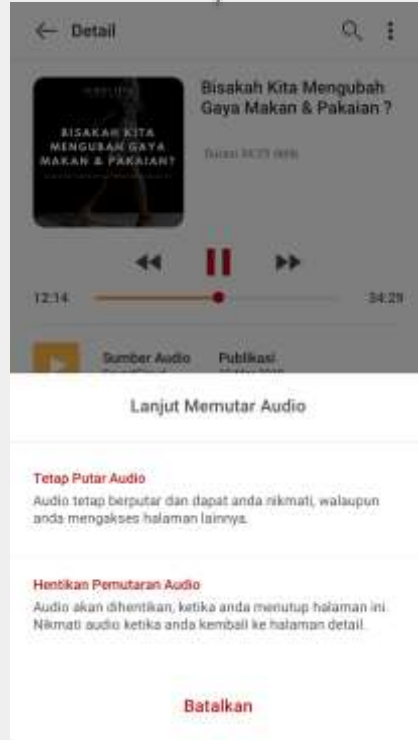 Detail
Bisakah Kita Mengubah
Gaya Makan & Pakaian ?
BISAKAH KITA
MENGUBAH GAYA
MAKAN & PAKAIAN?
12:14
34:29
Sumber Audio
Publikasi
Lanjut Memutar Audio
Tetap Putar Audio
Audio tetap berputar dan dapat anda nikmati, walaupun
anda mengakses halaman lainnya.
Hentikan Pemutaran Audio
Audio akan dihentikan, ketika anda menutup halaman ini.
Nikmati audio ketika anda kembali ke halaman detail.
Batalkan